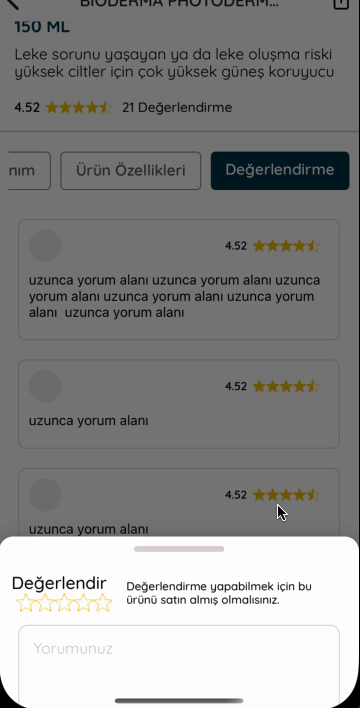 BIODERMA PHOTODERM...
150 ML
Leke sorunu yaşayan ya da leke oluşma riski
yüksek ciltler için çok yüksek güneş koruyucu
4.52 21 Değerlendirme
nım Ürün Özellikleri Değerlendirme
4.52
uzunca yorum alanı uzunca yorum alanı uzunca
yorum alanı uzunca yorum alanı uzunca yorum
alanı uzunca yorum alanı
4.52
uzunca yorum alanı
4.52
uzunca yorum alanı
Değerlendir
Değerlendirme yapabilmek için bu
ürünü satın almış olmalısınız.
Yorumunuz